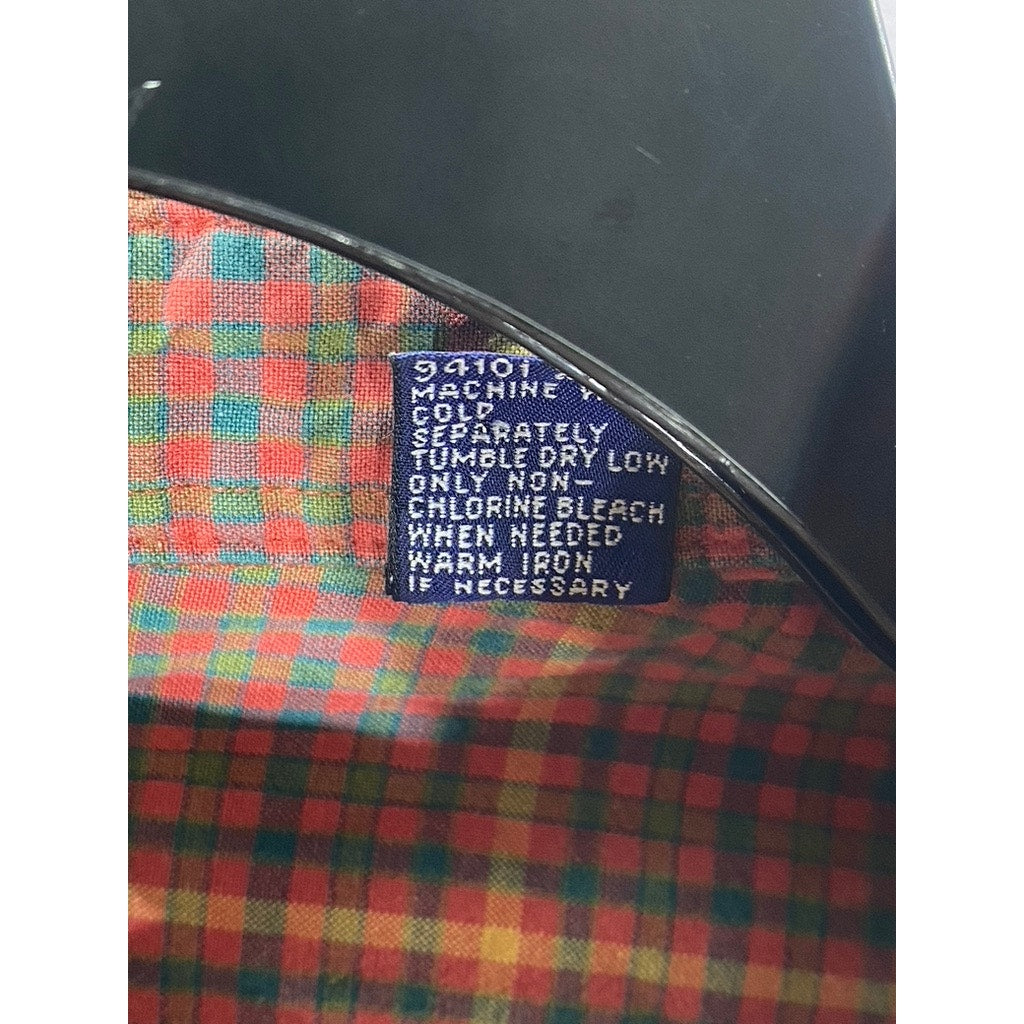 94101
MACHINE
COLD
SEPARATELY
TUMBLE DRY LOW
ONLY NON-
CHLORINE BLEACH
WHEN NEEDED
WARM IRON
IF NECESSARY